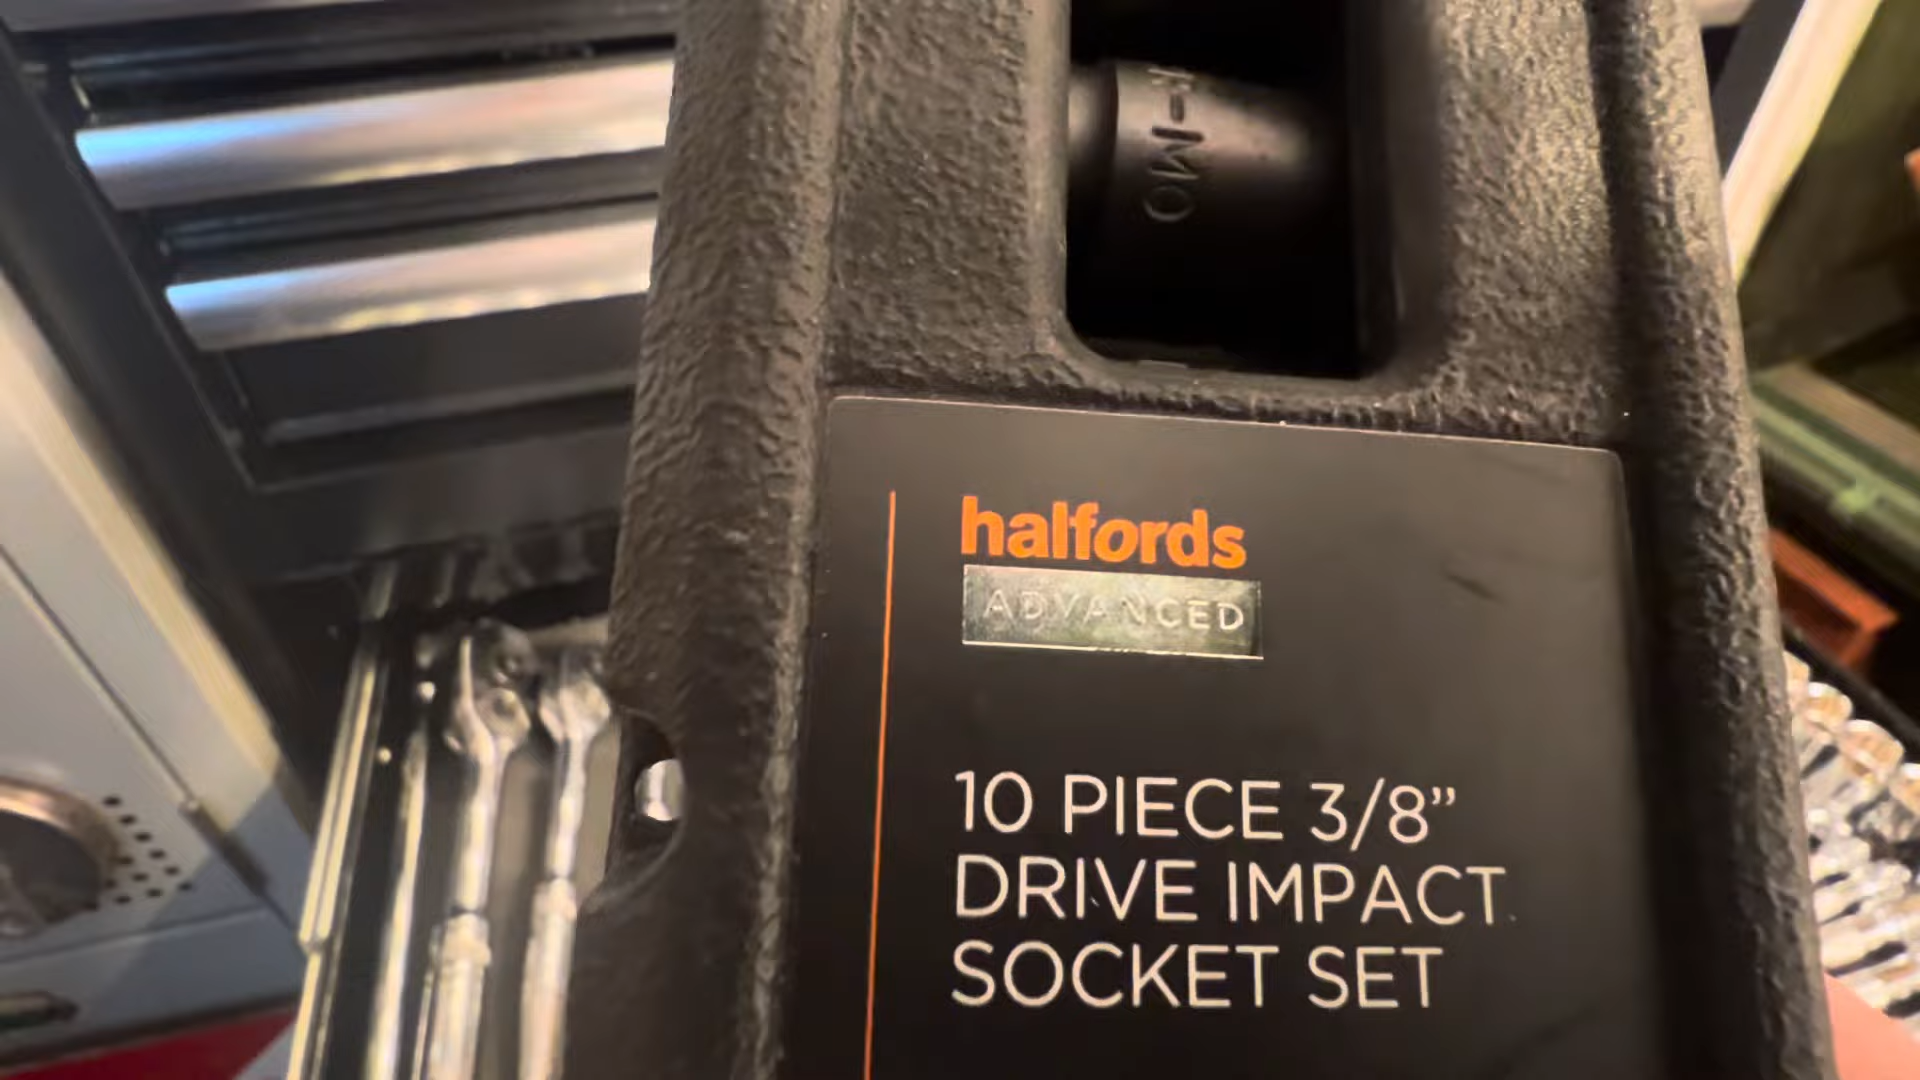 halfords
ADVANCED
10 PIECE 3/8”
DRIVE IMPACT
SOCKET SET